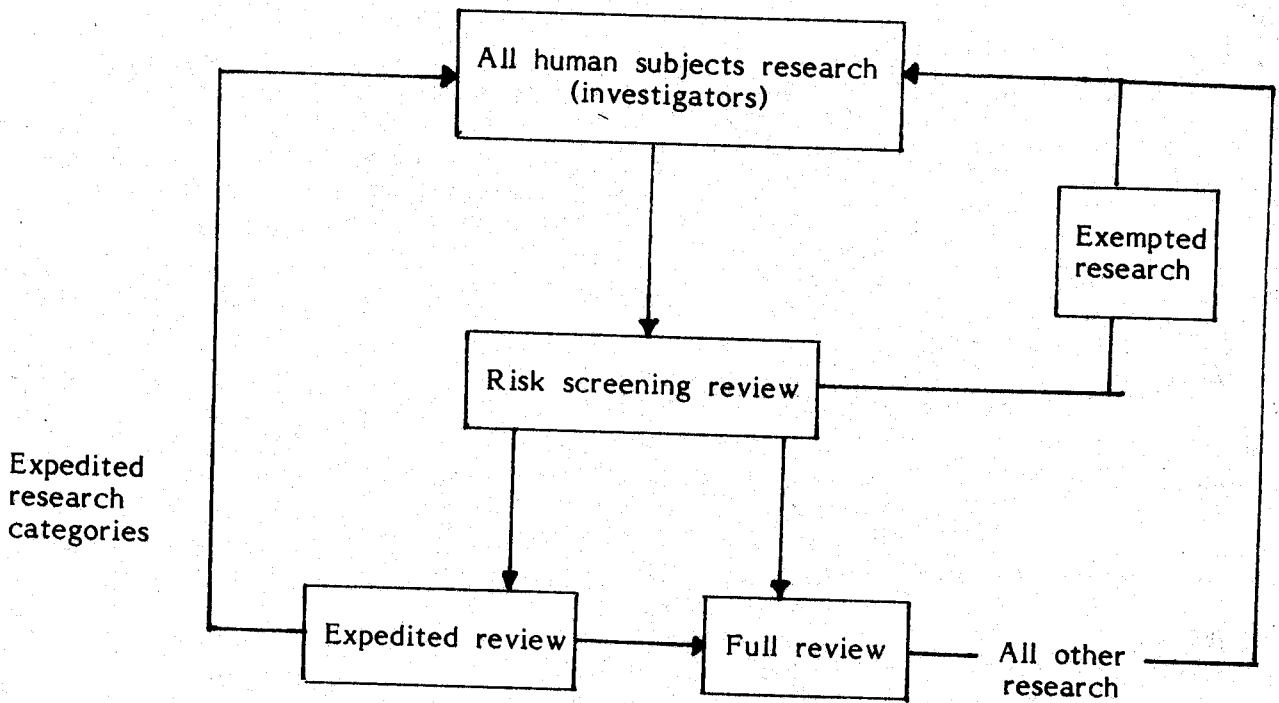 All human subjects research
(investigators)
Exempted
research
Risk screening review
Expedited
research
categories
Expedited review
Full review
All other
research